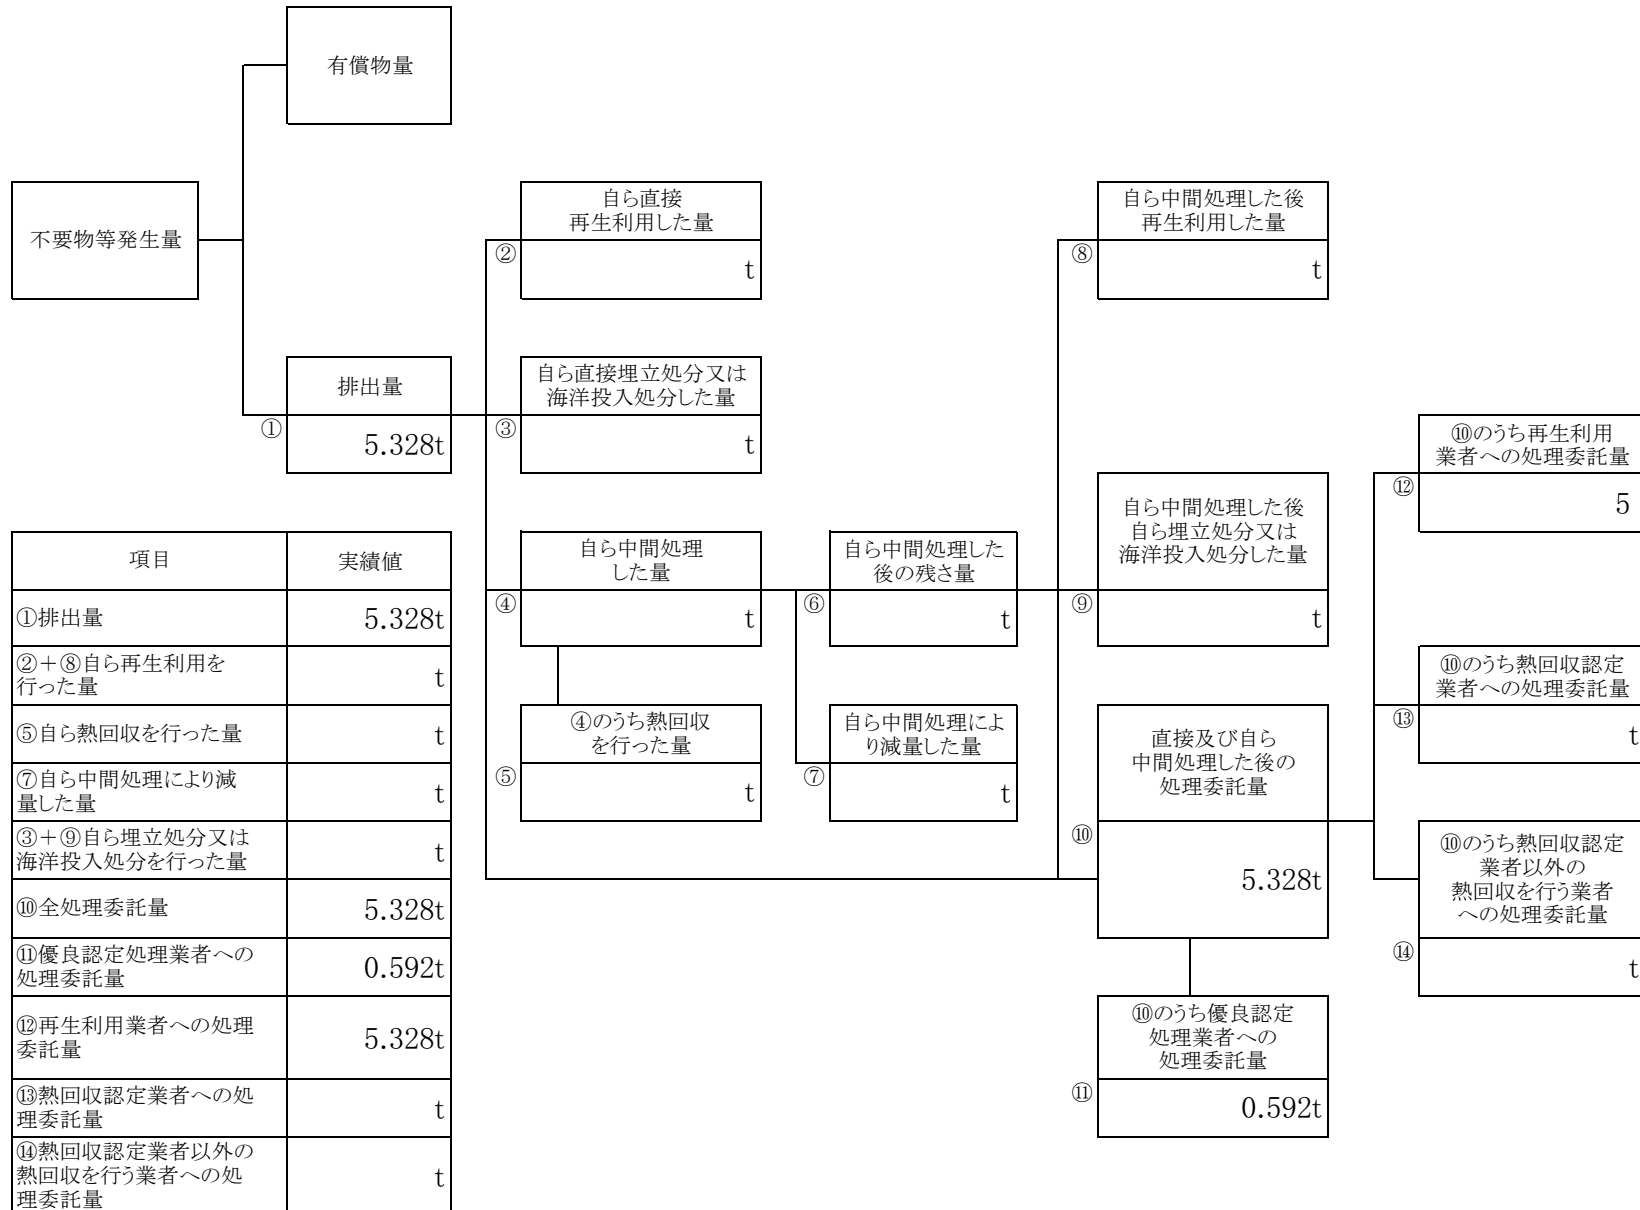 有償物量
不要物等発生量
自ら直接
再生利用した量
②
t
自ら中間処理した後
再生利用した量
⑧
t
排出量
①
5.328t
自ら直接埋立処分又は
海洋投入処分した量
③
t
⑩のうち再生利用
業者への処理委託量
⑫
5
自ら中間処理
した量
④
t
自ら中間処理した
後の残さ量
⑥
t
自ら中間処理した後
自ら埋立処分又は
海洋投入処分した量
⑨
t
④のうち熱回収
を行った量
⑤
t
自ら中間処理によ
り減量した量
⑦
t
直接及び自ら
中間処理した後の
処理委託量
⑩
5.328t
⑩のうち熱回収認定
業者への処理委託量
⑬
t
⑩のうち熱回収認定
業者以外の
熱回収を行う業者
への処理委託量
⑭
t
⑩のうち優良認定
処理業者への
処理委託量
⑪
0.592t
項目
実績値
①排出量
5.328t
②+⑧自ら再生利用を
行った量
t
⑤自ら熱回収を行った量
t
⑦自ら中間処理により減
量した量
t
③+⑨自ら埋立処分又は
海洋投入処分を行った量
t
⑩全処理委託量
5.328t
⑪優良認定処理業者への
処理委託量
0.592t
⑫再生利用業者への処理
委託量
5.328t
⑬熱回収認定業者への処
理委託量
t
⑭熱回収認定業者以外の
熱回収を行う業者への処
理委託量
t